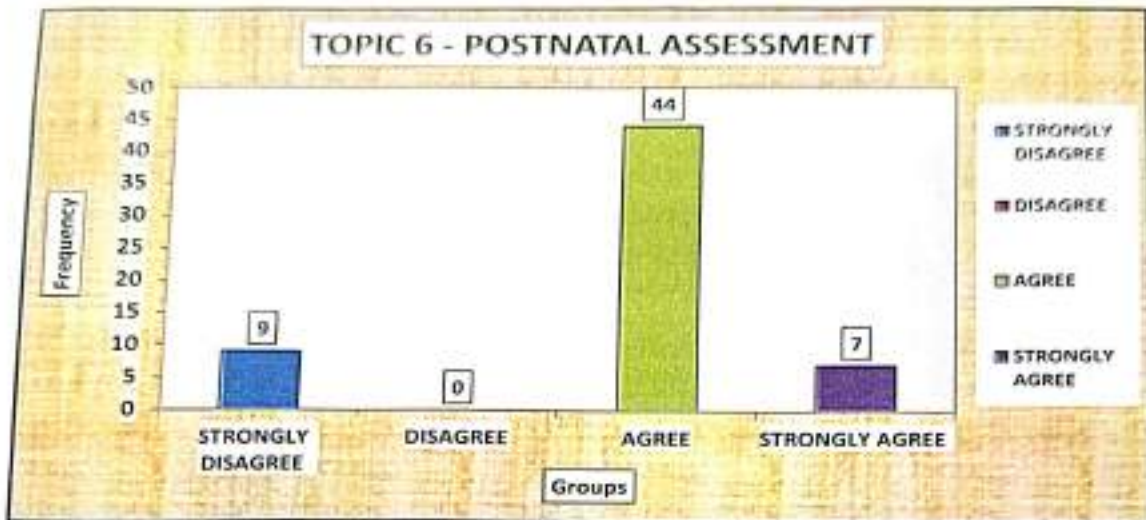 TOPIC 6 - POSTNATAL ASSESSMENT
50
45
40
35
30
25
20
15
10
5
0
Frequency
9
0
44
7
STRONGLY
DISAGREE
DISAGREE
AGREE
STRONGLY AGREE
Groups
STRONGLY
DISAGREE
DISAGREE
AGREE
STRONGLY
AGREE